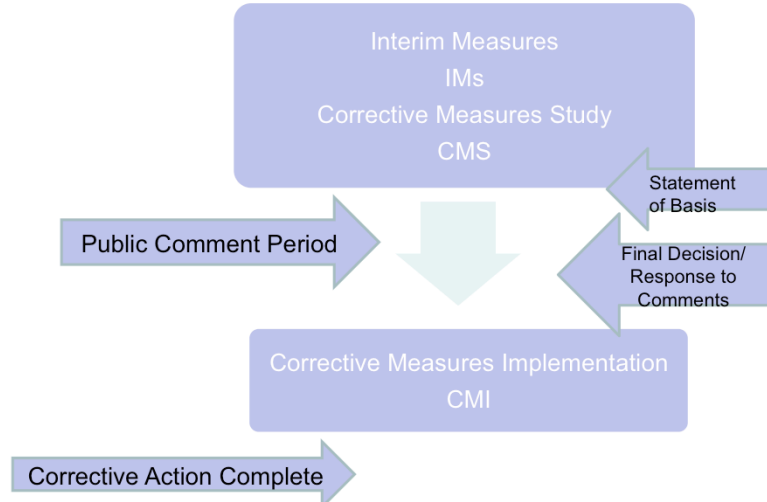 Interim Measures
IMs
Corrective Measures Study
CMS
Statement
of Basis
Public Comment Period
Final Decision/
Response to
Comments
Corrective Measures Implementation
CMI
Corrective Action Complete